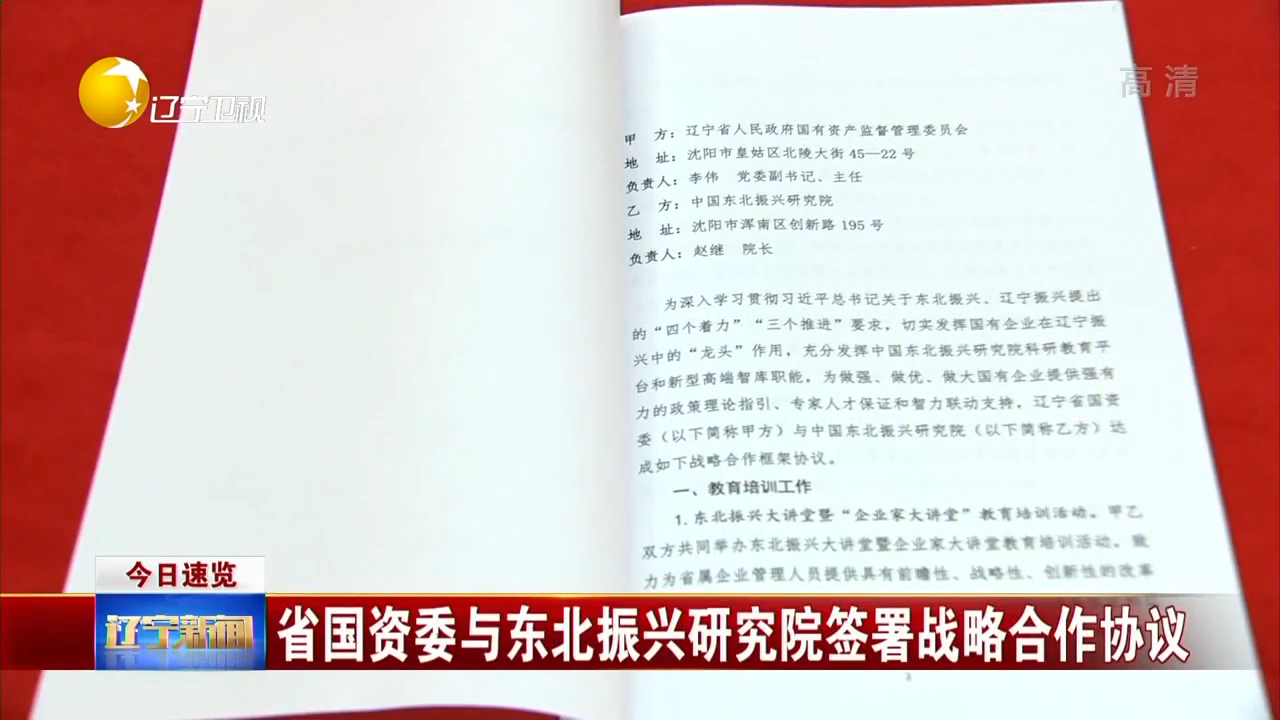 辽宁卫视
高清
甲　方：辽宁省人民政府国有资产监督管理委员会
地　址：沈阳市皇姑区北陵大街 45—22 号
负责人：李伟　党委副书记、主任
乙　方：中国东北振兴研究院
地　址：沈阳市浑南区创新路 195 号
负责人：赵继　院长
为深入学习贯彻习近平总书记关于东北振兴、辽宁振兴提出
的“四个着力”“三个推进”要求，切实发挥国有企业在辽宁振
兴中的“龙头”作用，充分发挥中国东北振兴研究院科研教育平
台和新型高端智库职能，为做强、做优、做大国有企业提供强有
力的政策理论指引、专家人才保证和智力联动支持，辽宁省国资
委（以下简称甲方）与中国东北振兴研究院（以下简称乙方）达
成如下战略合作框架协议。
一、教育培训工作
1.东北振兴大讲堂暨“企业家大讲堂”教育培训活动。甲乙
双方共同举办东北振兴大讲堂暨企业家大讲堂教育培训活动，致
力为省属企业管理人员提供具有前瞻性、战略性、创新性的改革
今日速览
辽宁新闻
省国资委与东北振兴研究院签署战略合作协议
2